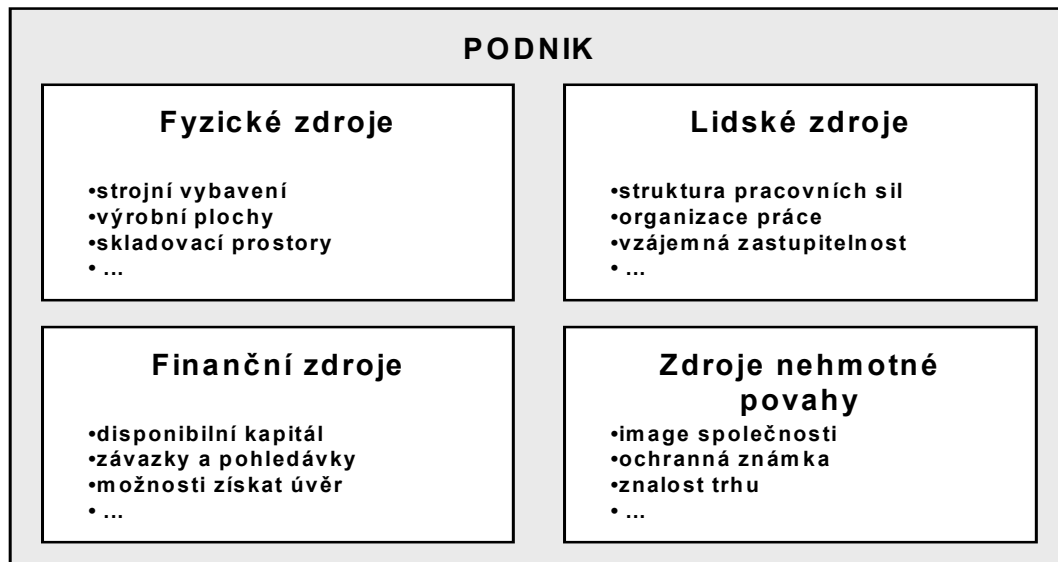 PODNIK
Fyzické zdroje
•strojní vybavení
•výrobní plochy
•skladovací prostory
• ...
Lidské zdroje
•struktura pracovních sil
•organizace práce
•vzájemná zastupitelnost
• ...
Finanční zdroje
•disponibilní kapitál
•závazky a pohledávky
•možnosti získat úvěr
• ...
Zdroje nehmotné
povahy
•image společnosti
•ochranná známka
•znalost trhu
• ...